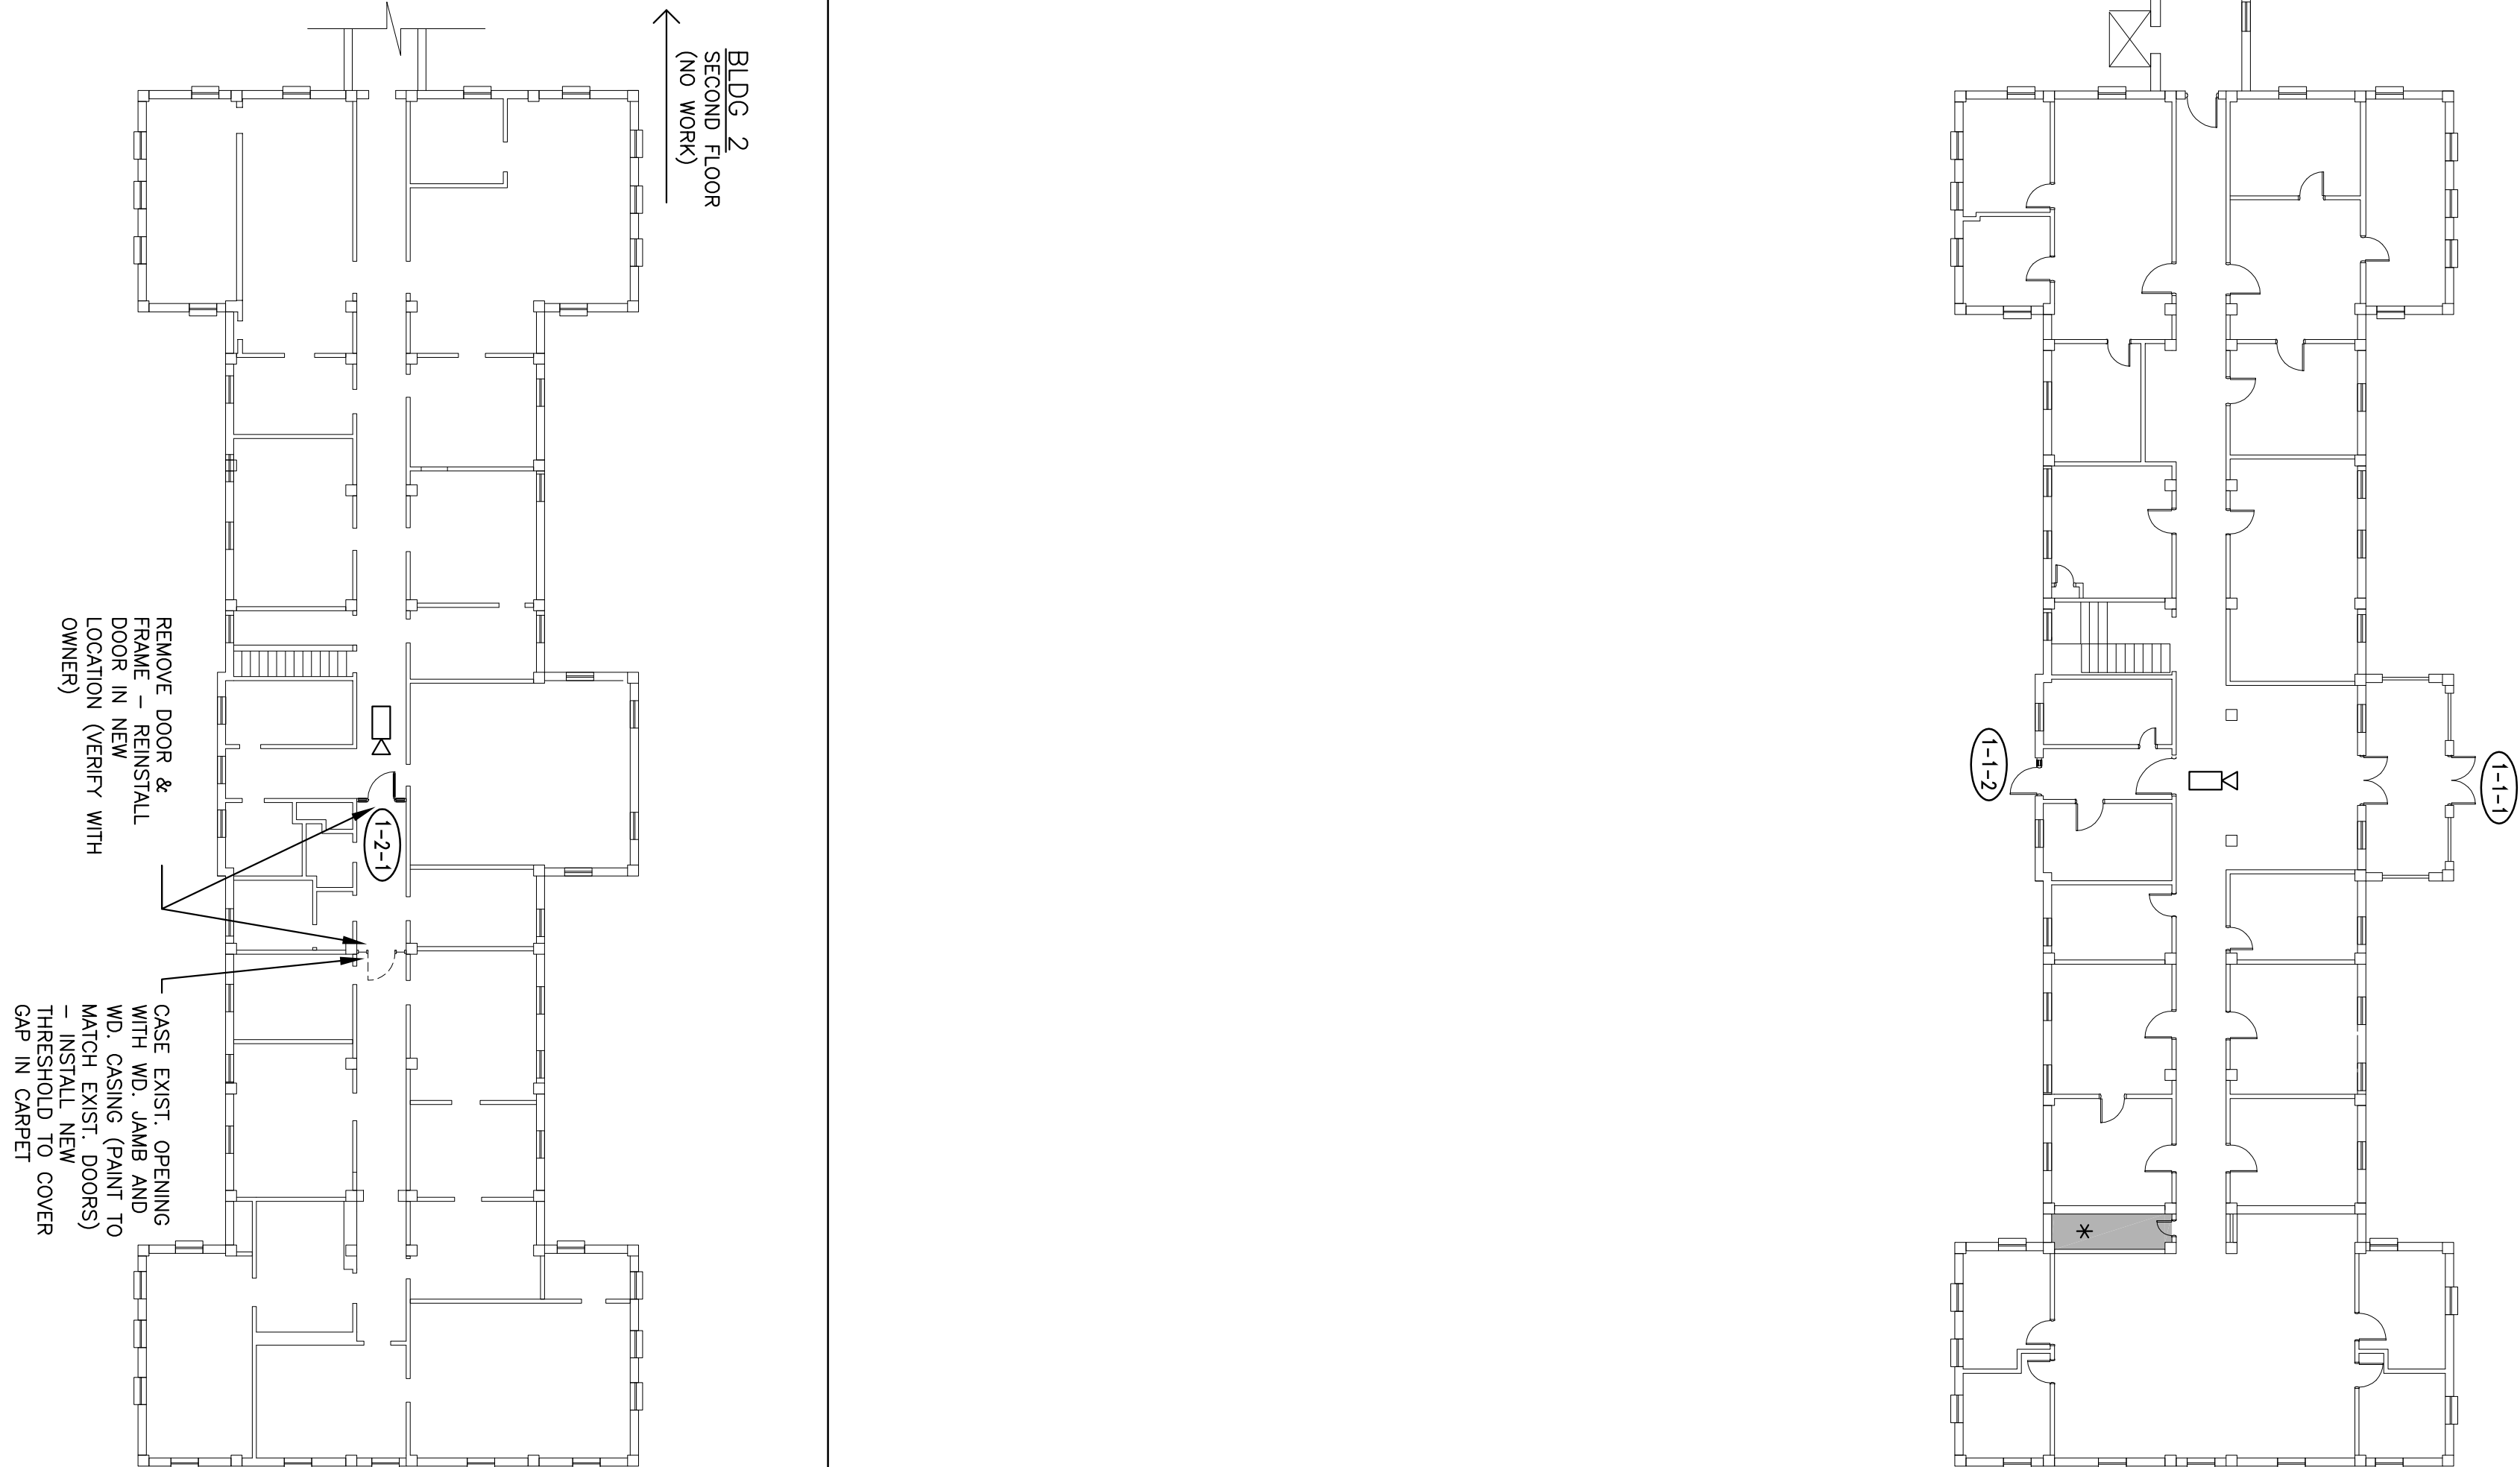 BLDG 2
SECOND FLOOR
(NO WORK)
REMOVE DOOR &
FRAME – REINSTALL
DOOR IN NEW
LOCATION (VERIFY WITH
OWNER)
1-2-1
CASE EXIST. OPENING
WITH WD. JAMB AND
WD. CASING (PAINT TO
MATCH EXIST. DOORS)
– INSTALL NEW
THRESHOLD TO COVER
GAP IN CARPET
1-1-1
1-1-2
*